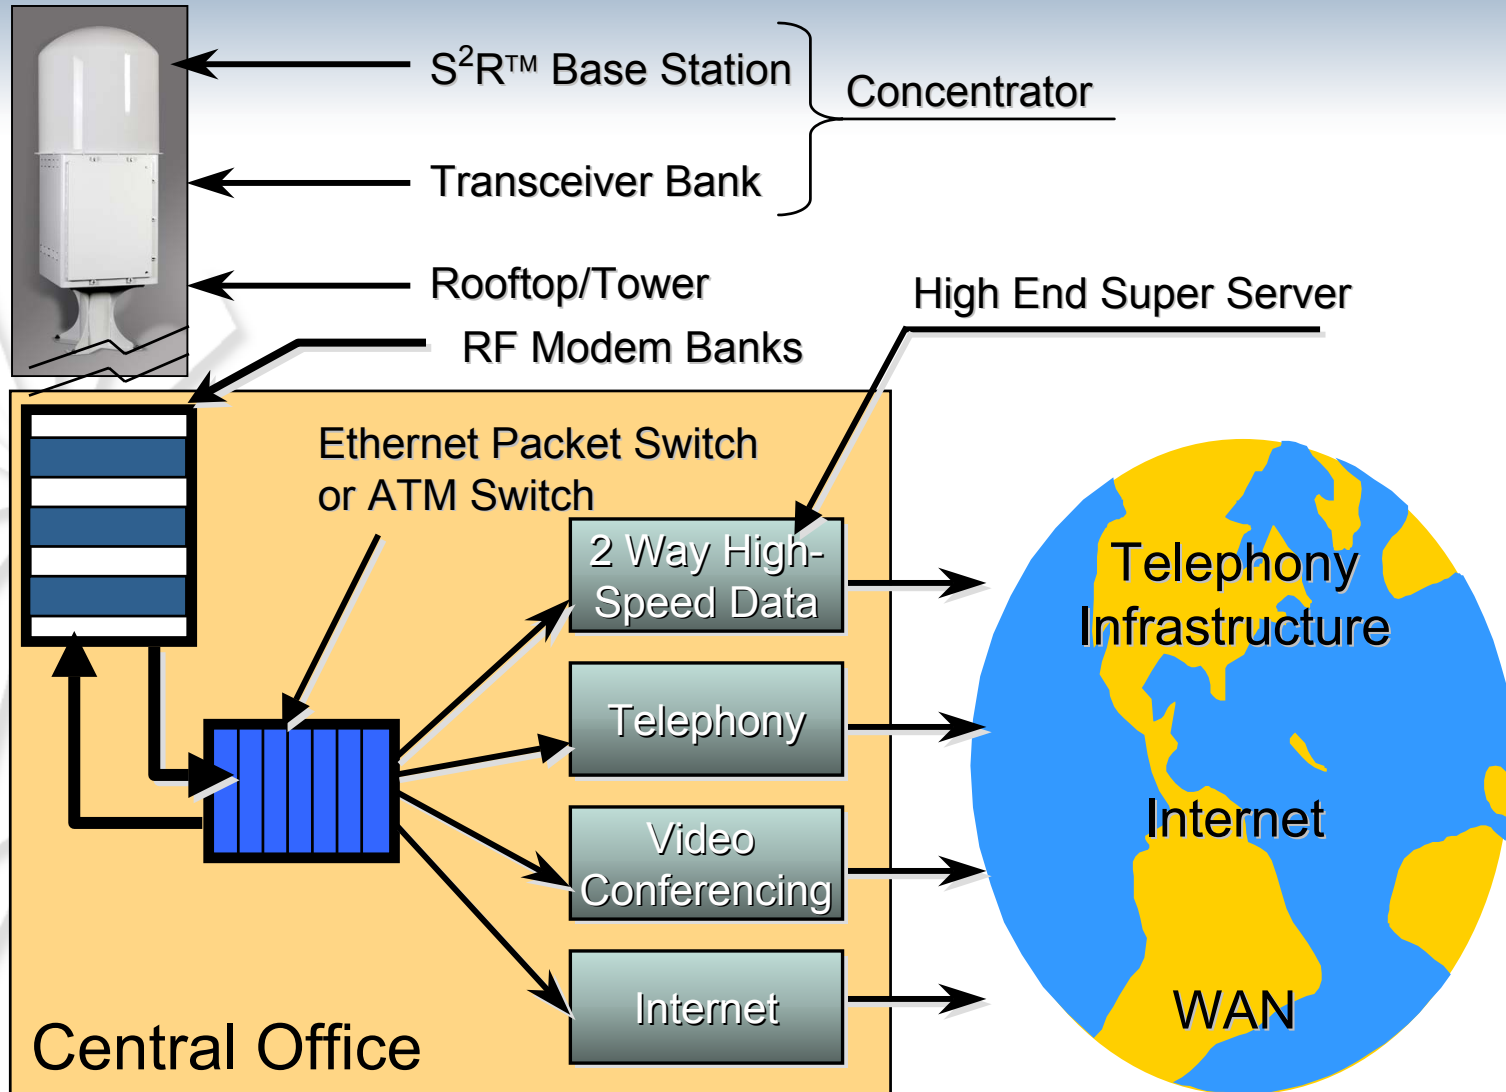 S²R™ Base Station
Concentrator
Transceiver Bank
Rooftop/Tower
High End Super Server
RF Modem Banks
Ethernet Packet Switch
or ATM Switch
2 Way High-
Speed Data
Telephony
Video
Conferencing
Internet
Telephony
Infrastructure
Internet
WAN
Central Office